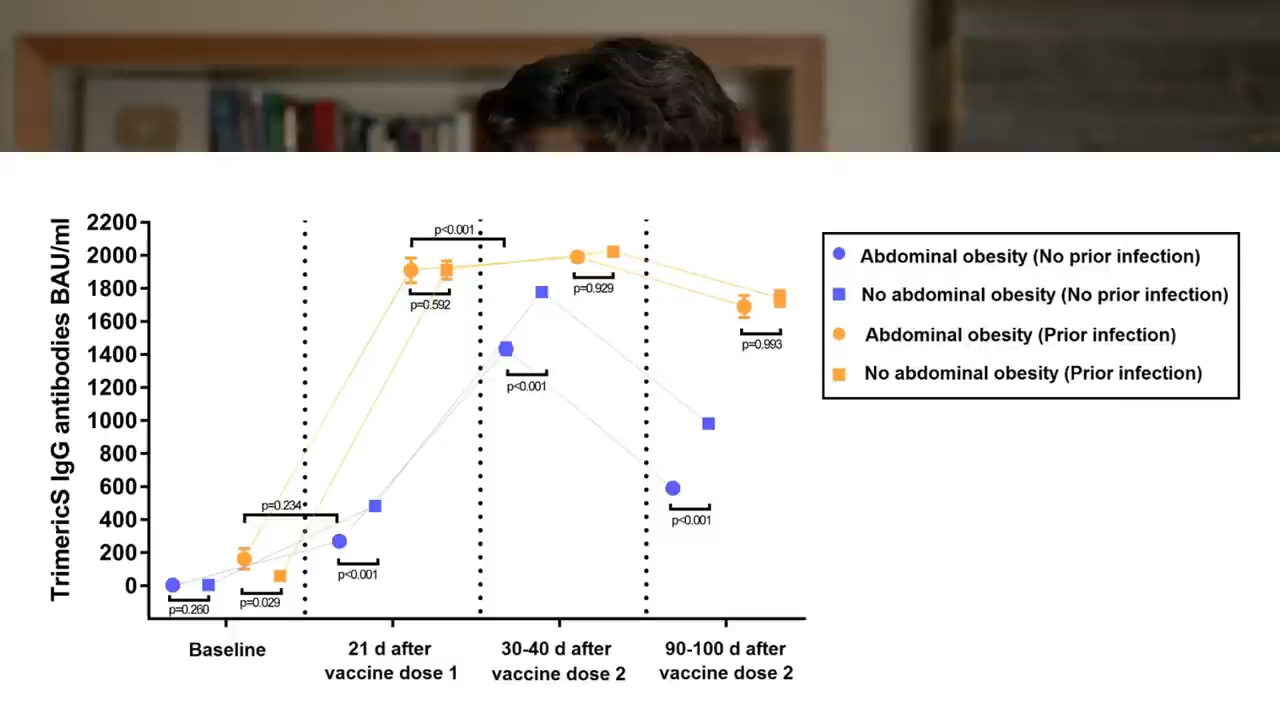 TrimericS IgG antibodies BAU/ml
2200
2000
1800
1600
1400
1200
1000
800
600
400
200
0
p<0.001
p=0.592
p=0.929
p=0.993
p<0.001
p<0.001
p=0.234
p<0.001
p=0.260
p=0.029
Baseline
21 d after
vaccine dose 1
30-40 d after
vaccine dose 2
90-100 d after
vaccine dose 2
Abdominal obesity (No prior infection)
No abdominal obesity (No prior infection)
Abdominal obesity (Prior infection)
No abdominal obesity (Prior infection)